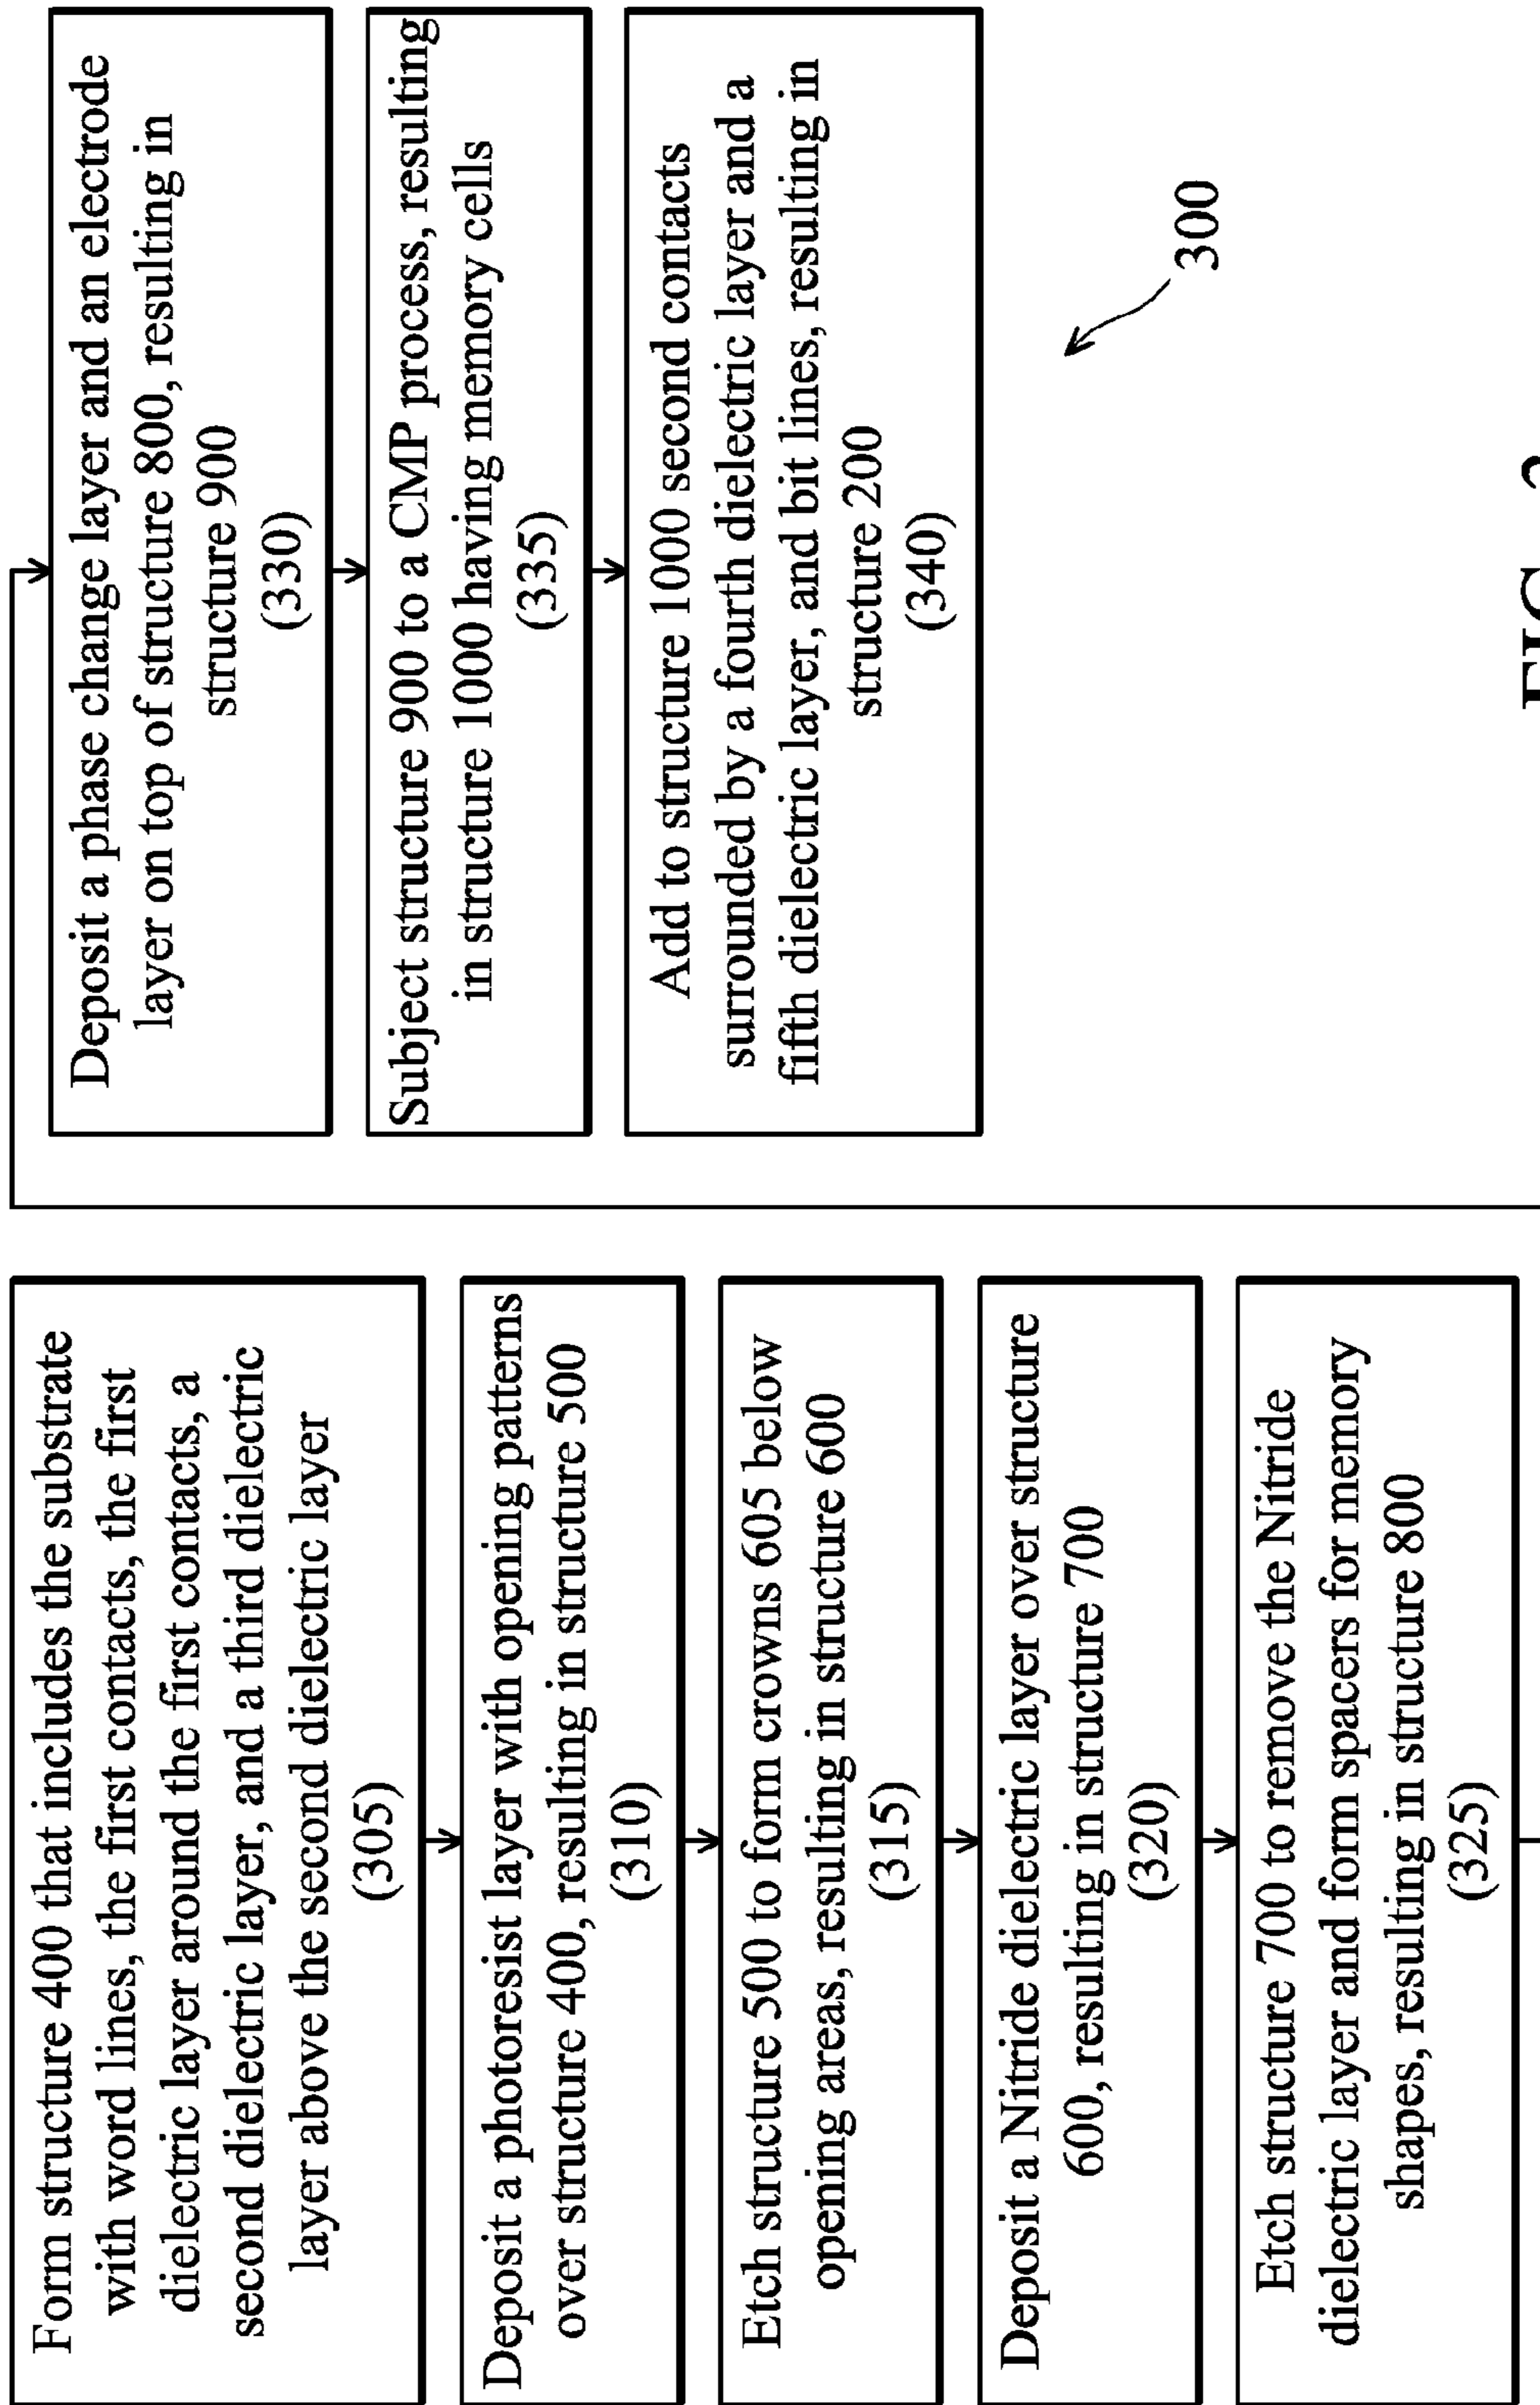 Form structure 400 that includes the substrate
with word lines, the first contacts, the first
dielectric layer around the first contacts, a
second dielectric layer, and a third dielectric
layer above the second dielectric layer
(305)
Deposit a photoresist layer with opening patterns
over structure 400, resulting in structure 500
(310)
Etch structure 500 to form crowns 605 below
opening areas, resulting in structure 600
(315)
Deposit a Nitride dielectric layer over structure
600, resulting in structure 700
(320)
Etch structure 700 to remove the Nitride
dielectric layer and form spacers for memory
shapes, resulting in structure 800
(325)
Deposit a phase change layer and an electrode
layer on top of structure 800, resulting in
structure 900
(330)
Subject structure 900 to a CMP process, resulting
in structure 1000 having memory cells
(335)
Add to structure 1000 second contacts
surrounded by a fourth dielectric layer and a
fifth dielectric layer, and bit lines, resulting in
structure 200
(340)
300